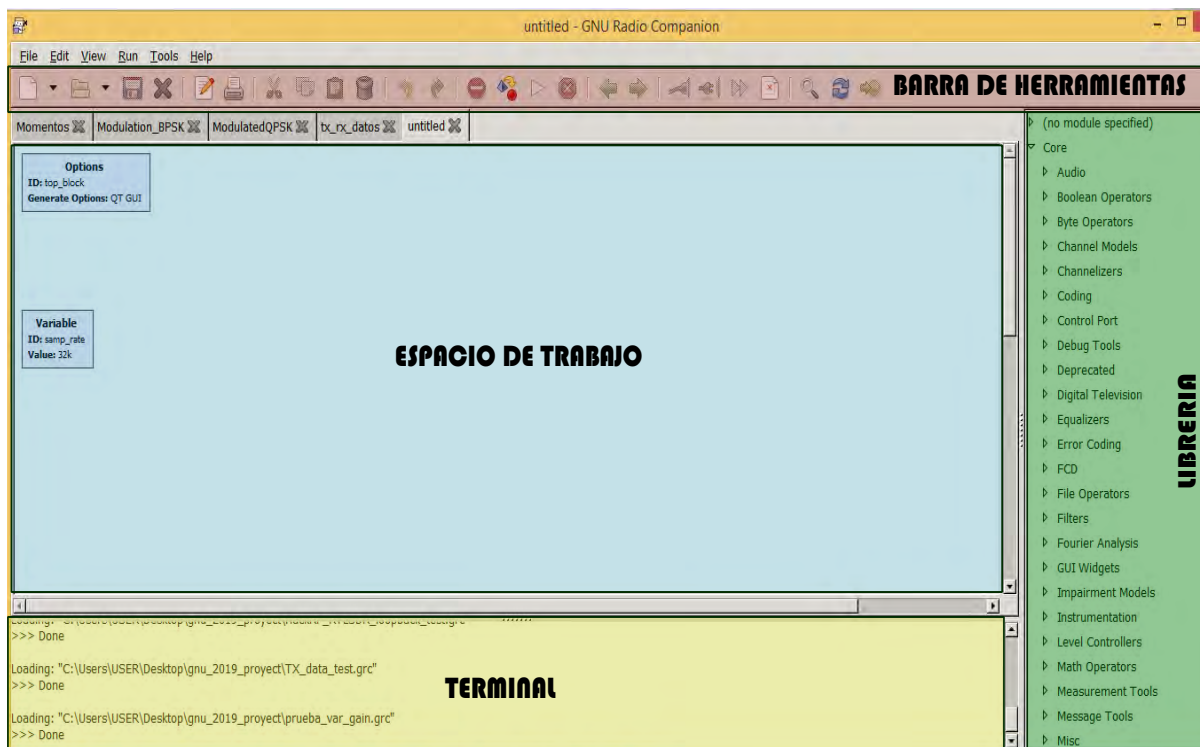 untitled - GNU Radio Companion
File Edit View Run Tools Help
BARRA DE HERRAMIENTAS
Momentos Modulation_BPSK ModulatedQPSK tx_rx_datos untitled
Options
ID: top_block
Generate Options: QT GUI
Variable
ID: samp_rate
Value: 32k
ESPACIO DE TRABAJO
(no module specified)
Core
Audio
Boolean Operators
Byte Operators
Channel Models
Channelizers
Coding
Control Port
Debug Tools
Deprecated
Digital Television
Equalizers
Error Coding
FCD
File Operators
Filters
Fourier Analysis
GUI Widgets
Impairment Models
Instrumentation
Level Controllers
Math Operators
Measurement Tools
Message Tools
Misc
LIBRERIA
>>> Done
Loading: "C:\Users\USER\Desktop\gnu_2019_proyect\TX_data_test.grc"
>>> Done
Loading: "C:\Users\USER\Desktop\gnu_2019_proyect\prueba_var_gain.grc"
>>> Done
TERMINAL